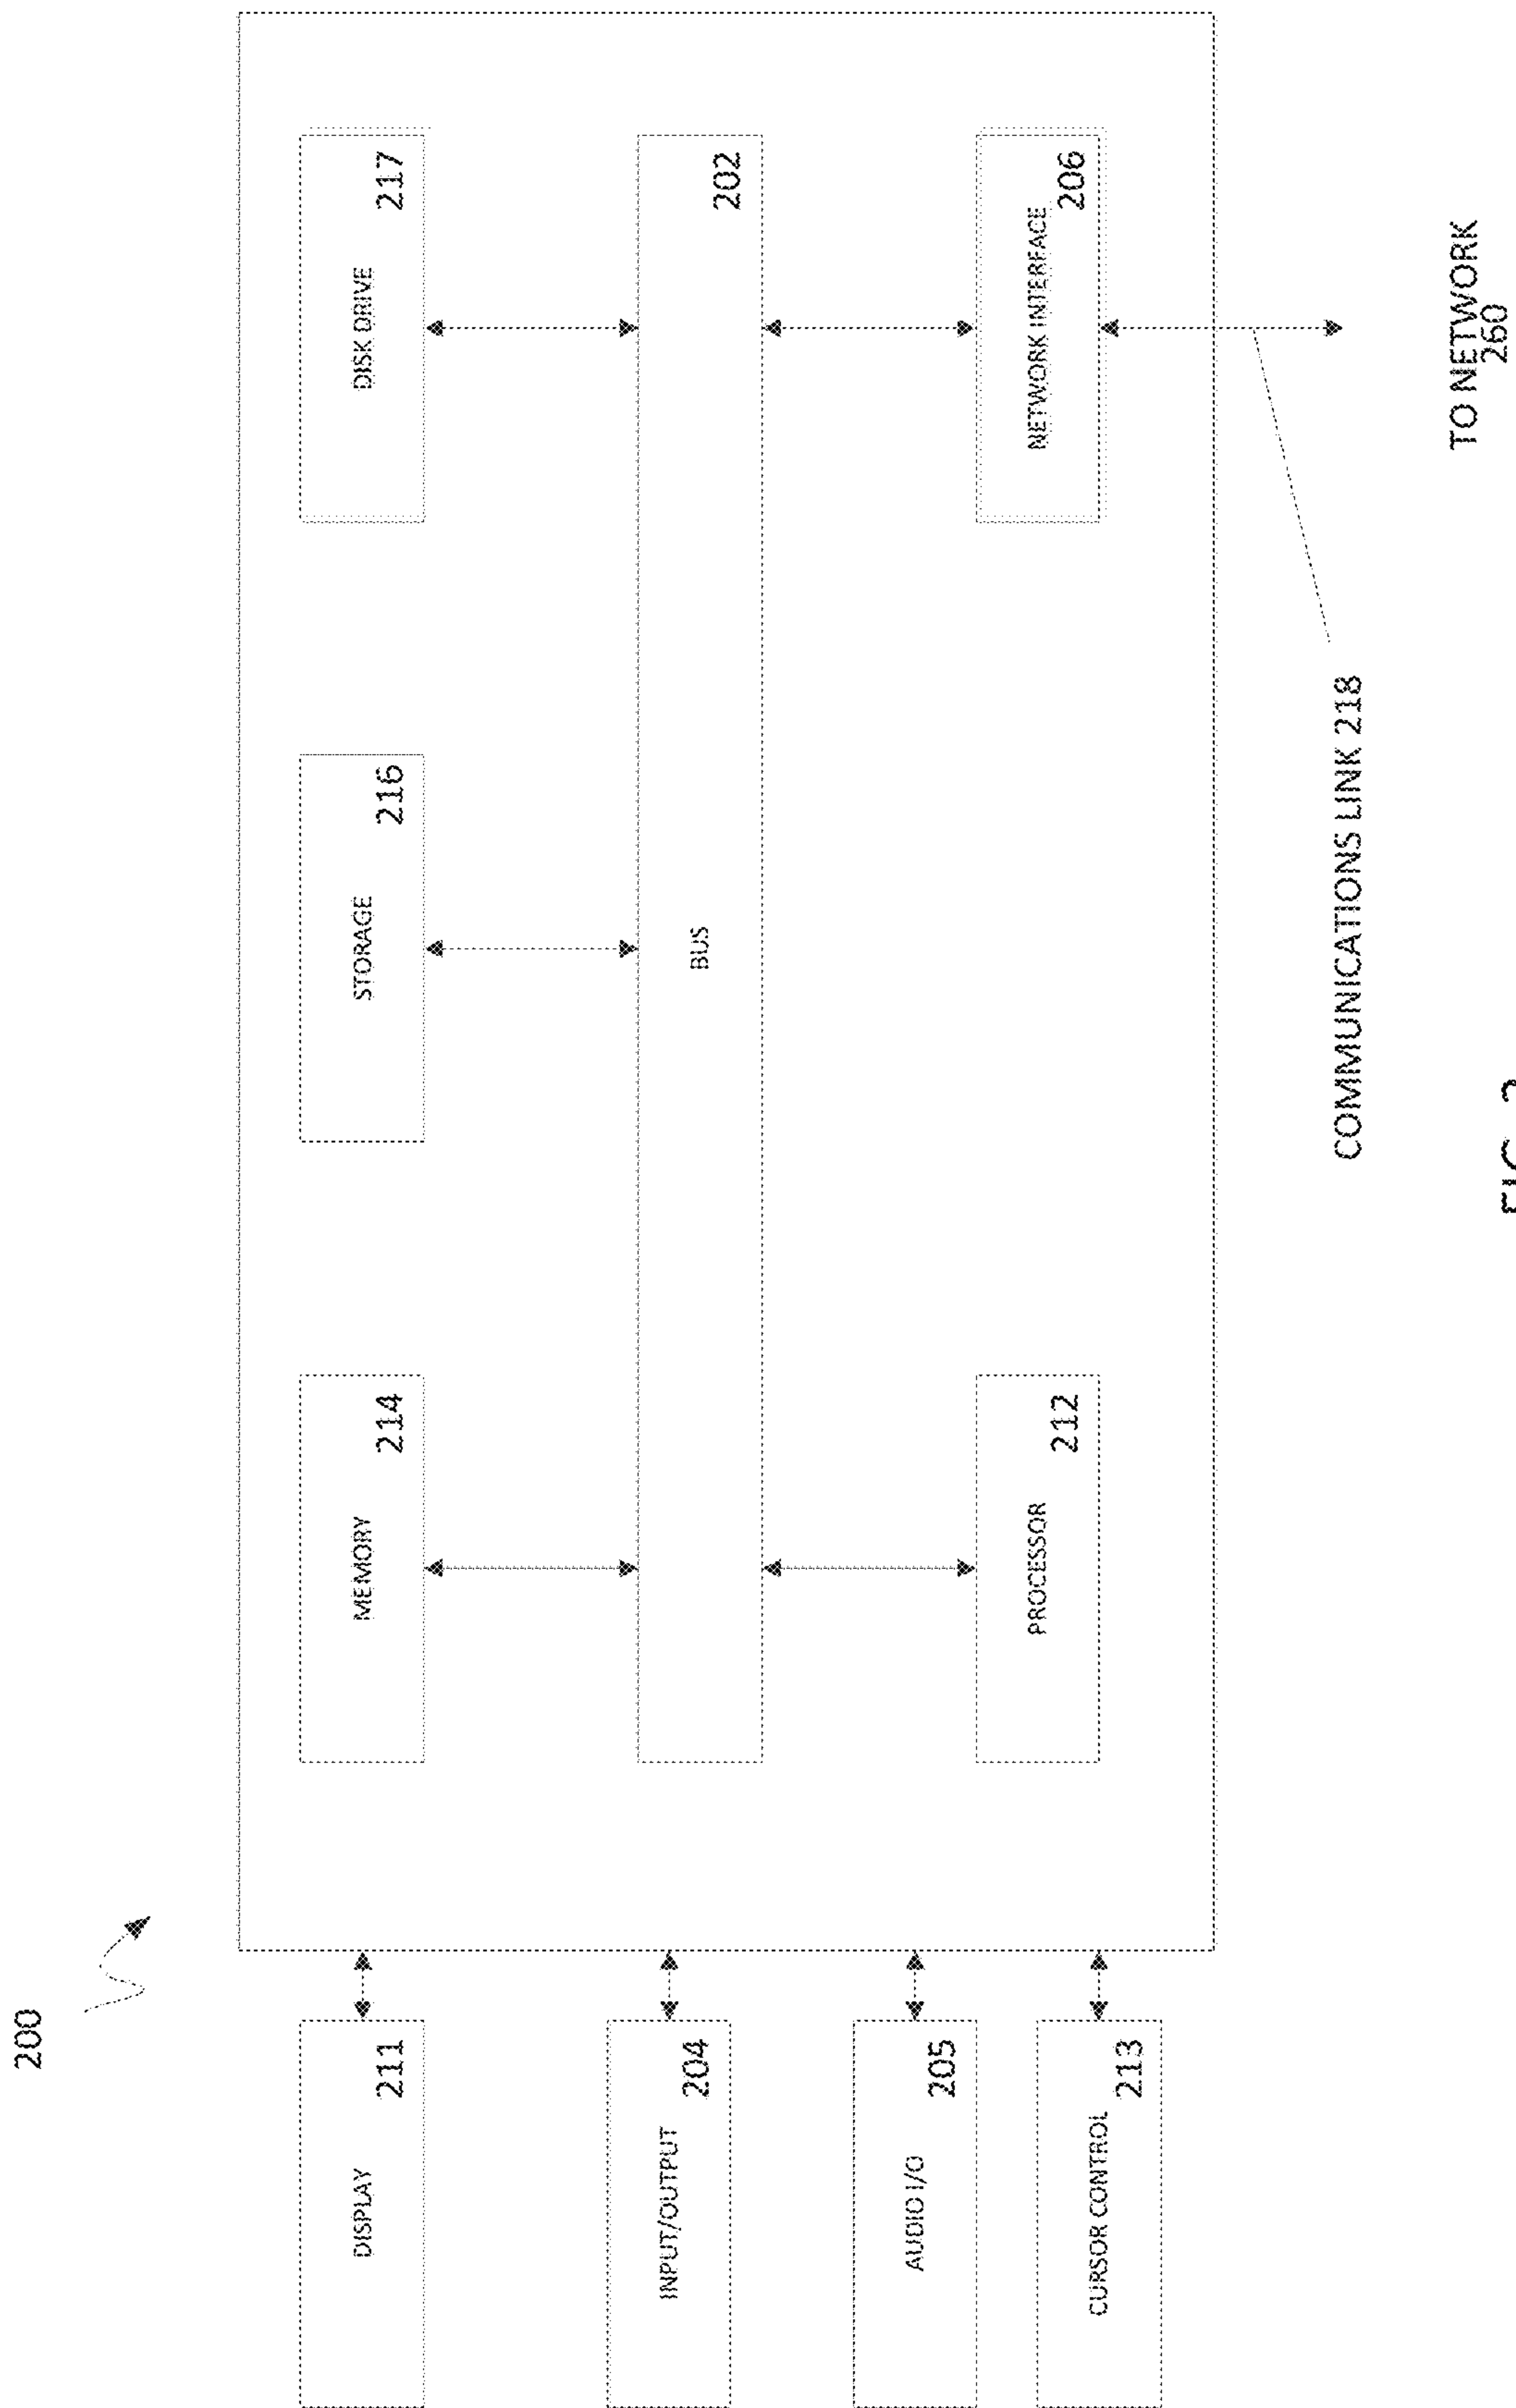 200
DISPLAY
211
MEMORY
214
STORAGE
216
DISK DRIVE
217
INPUT/OUTPUT
204
BUS
202
AUDIO I/O
205
PROCESSOR
212
NETWORK INTERFACE
206
CURSOR CONTROL
213
COMMUNICATIONS LINK 218
TO NETWORK
260